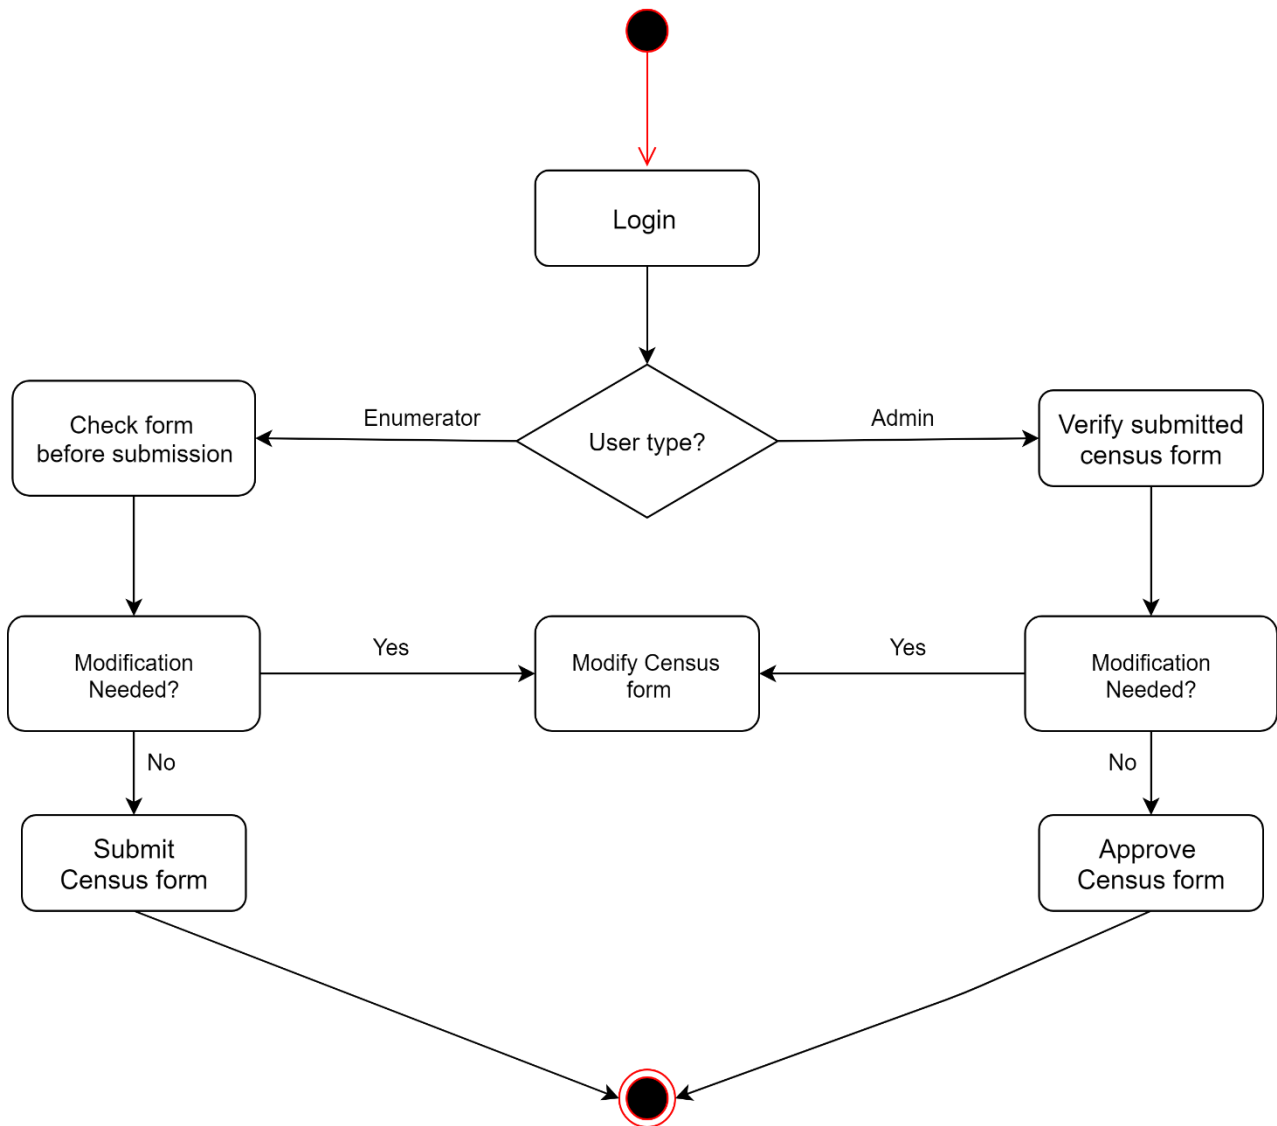 Login
User type?
Enumerator
Admin
Check form
before submission
Verify submitted
census form
Modification
Needed?
Yes
Modify Census
form
Yes
Modification
Needed?
No
No
Submit
Census form
Approve
Census form